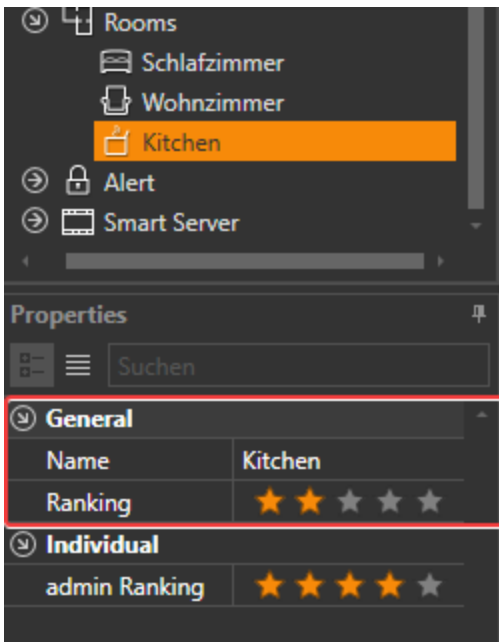 Rooms
Schlafzimmer
Wohnzimmer
Kitchen
Alert
Smart Server
Properties
Suchen
General
Name Kitchen
Ranking
Individual
admin Ranking